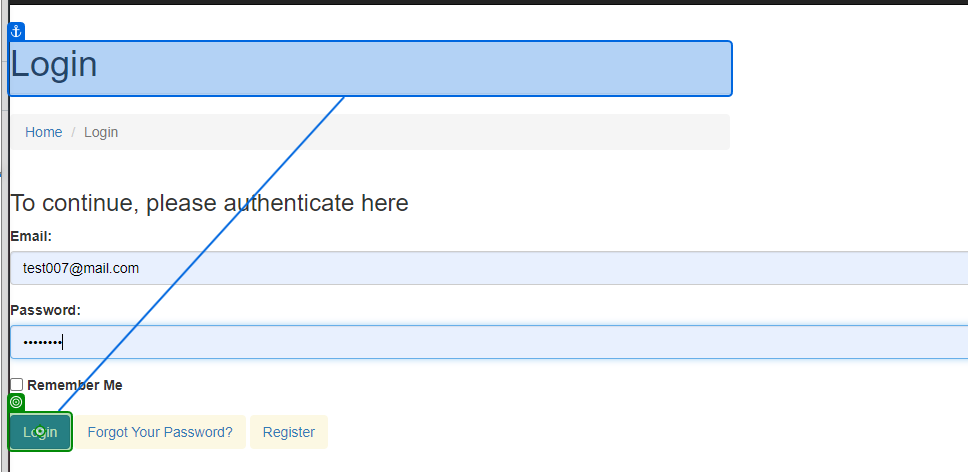 Login
Home / Login
To continue, please authenticate here
Email:
test007@mail.com
Password:
••••••••
Remember Me
Login Forgot Your Password? Register